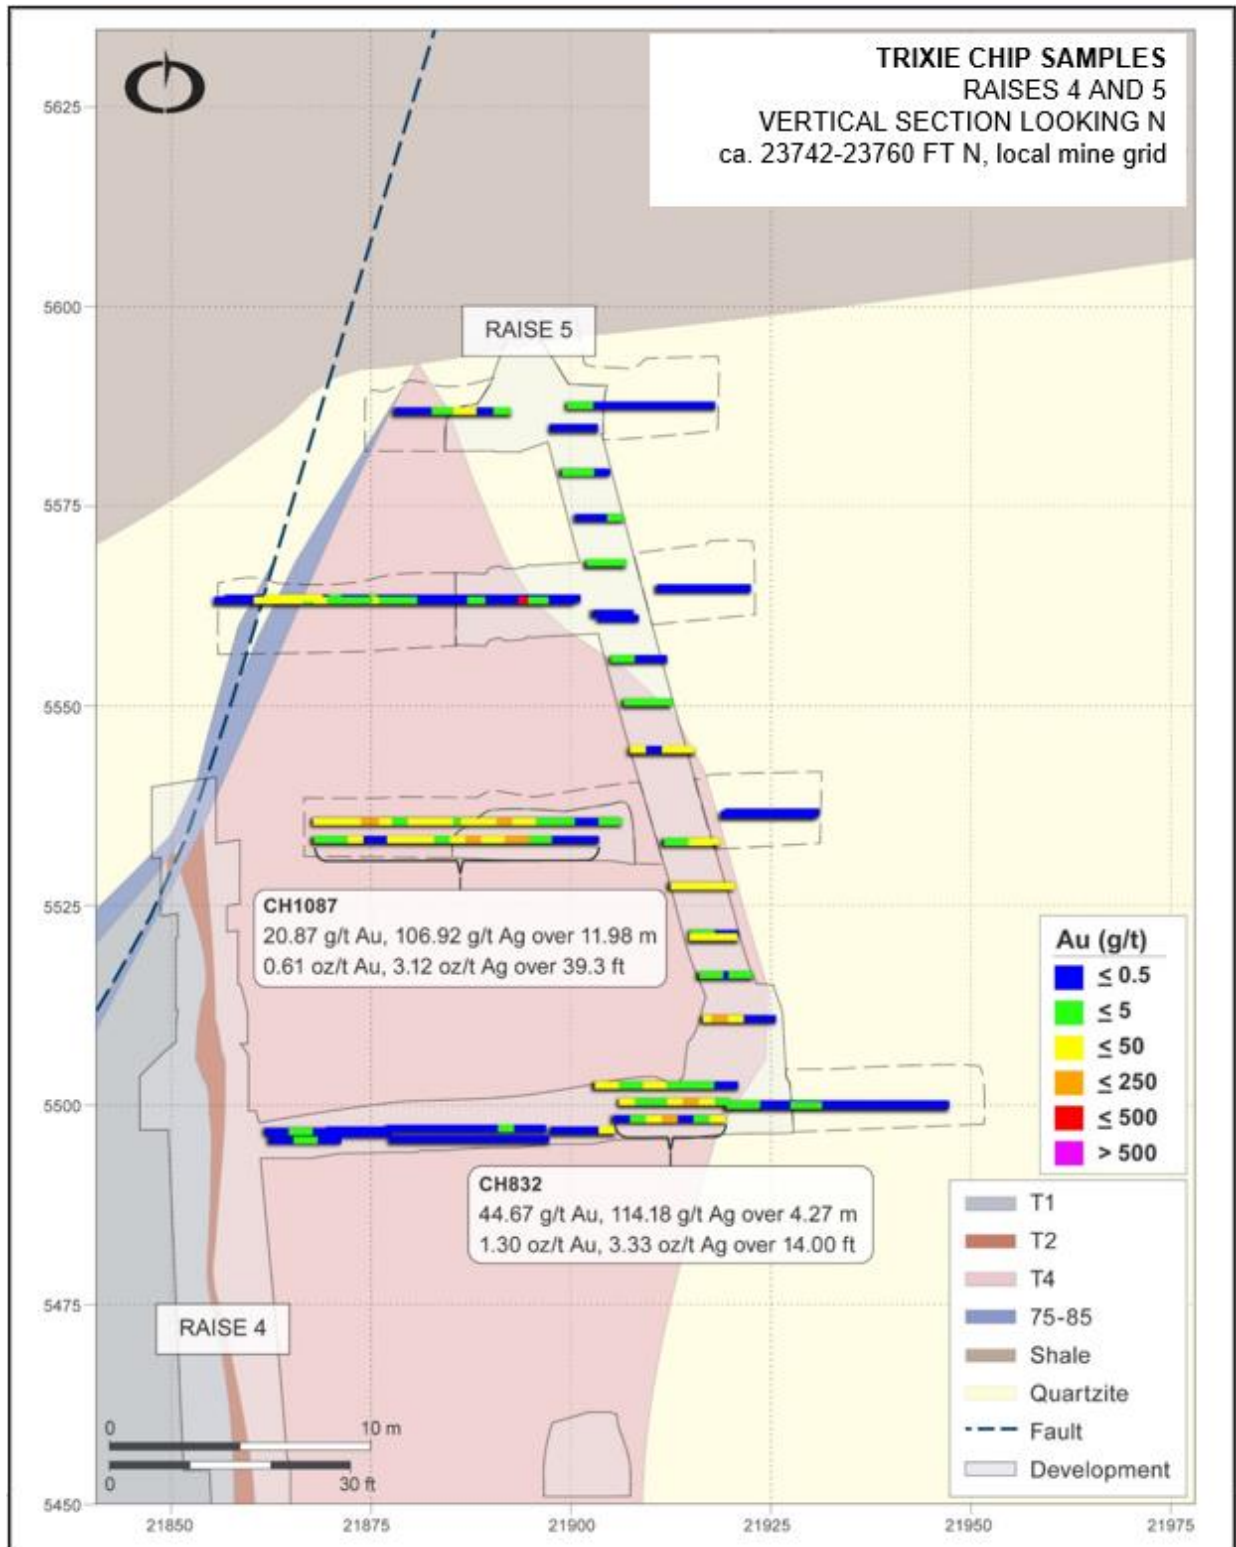 TRIXIE CHIP SAMPLES
RAISES 4 AND 5
VERTICAL SECTION LOOKING N
ca. 23742-23760 FT N, local mine grid
5625
5600
5575
5550
5525
5500
5475
5450
RAISE 5
CH1087
20.87 g/t Au, 106.92 g/t Ag over 11.98 m
0.61 oz/t Au, 3.12 oz/t Ag over 39.3 ft
CH832
44.67 g/t Au, 114.18 g/t Ag over 4.27 m
1.30 oz/t Au, 3.33 oz/t Ag over 14.00 ft
RAISE 4
Au (g/t)
≤ 0.5
≤ 5
≤ 50
≤ 250
≤ 500
> 500
T1
T2
T4
75-85
Shale
Quartzite
Fault
Development
0 10 m
0 30 ft
21850 21875 21900 21925 21950 21975